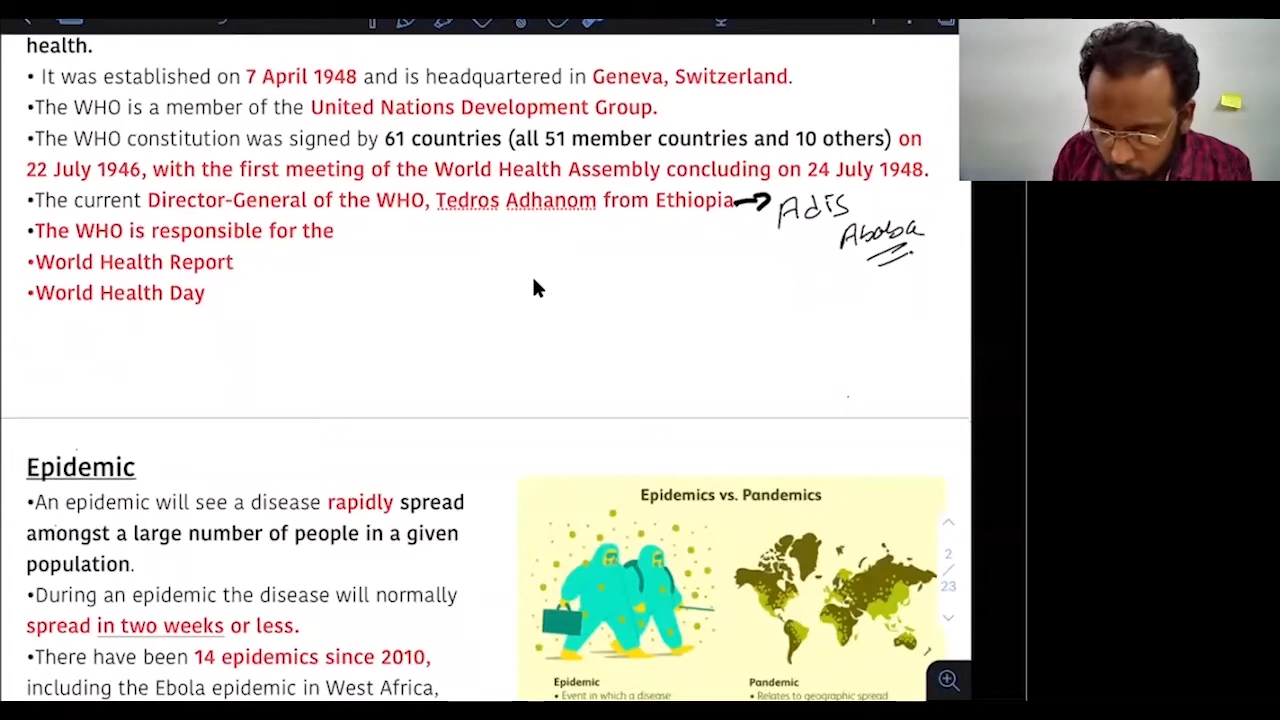 health.
• It was established on 7 April 1948 and is headquartered in Geneva, Switzerland.
•The WHO is a member of the United Nations Development Group.
•The WHO constitution was signed by 61 countries (all 51 member countries and 10 others) on
22 July 1946, with the first meeting of the World Health Assembly concluding on 24 July 1948.
•The current Director-General of the WHO, Tedros Adhanom from Ethiopia
Adis
Ababa
•The WHO is responsible for the
•World Health Report
•World Health Day
Epidemic
•An epidemic will see a disease rapidly spread
amongst a large number of people in a given
population.
•During an epidemic the disease will normally
spread in two weeks or less.
•There have been 14 epidemics since 2010,
including the Ebola epidemic in West Africa,
Epidemics vs. Pandemics
Epidemic
• Event in which a disease
Pandemic
• Relates to geographic spread
2
/
23